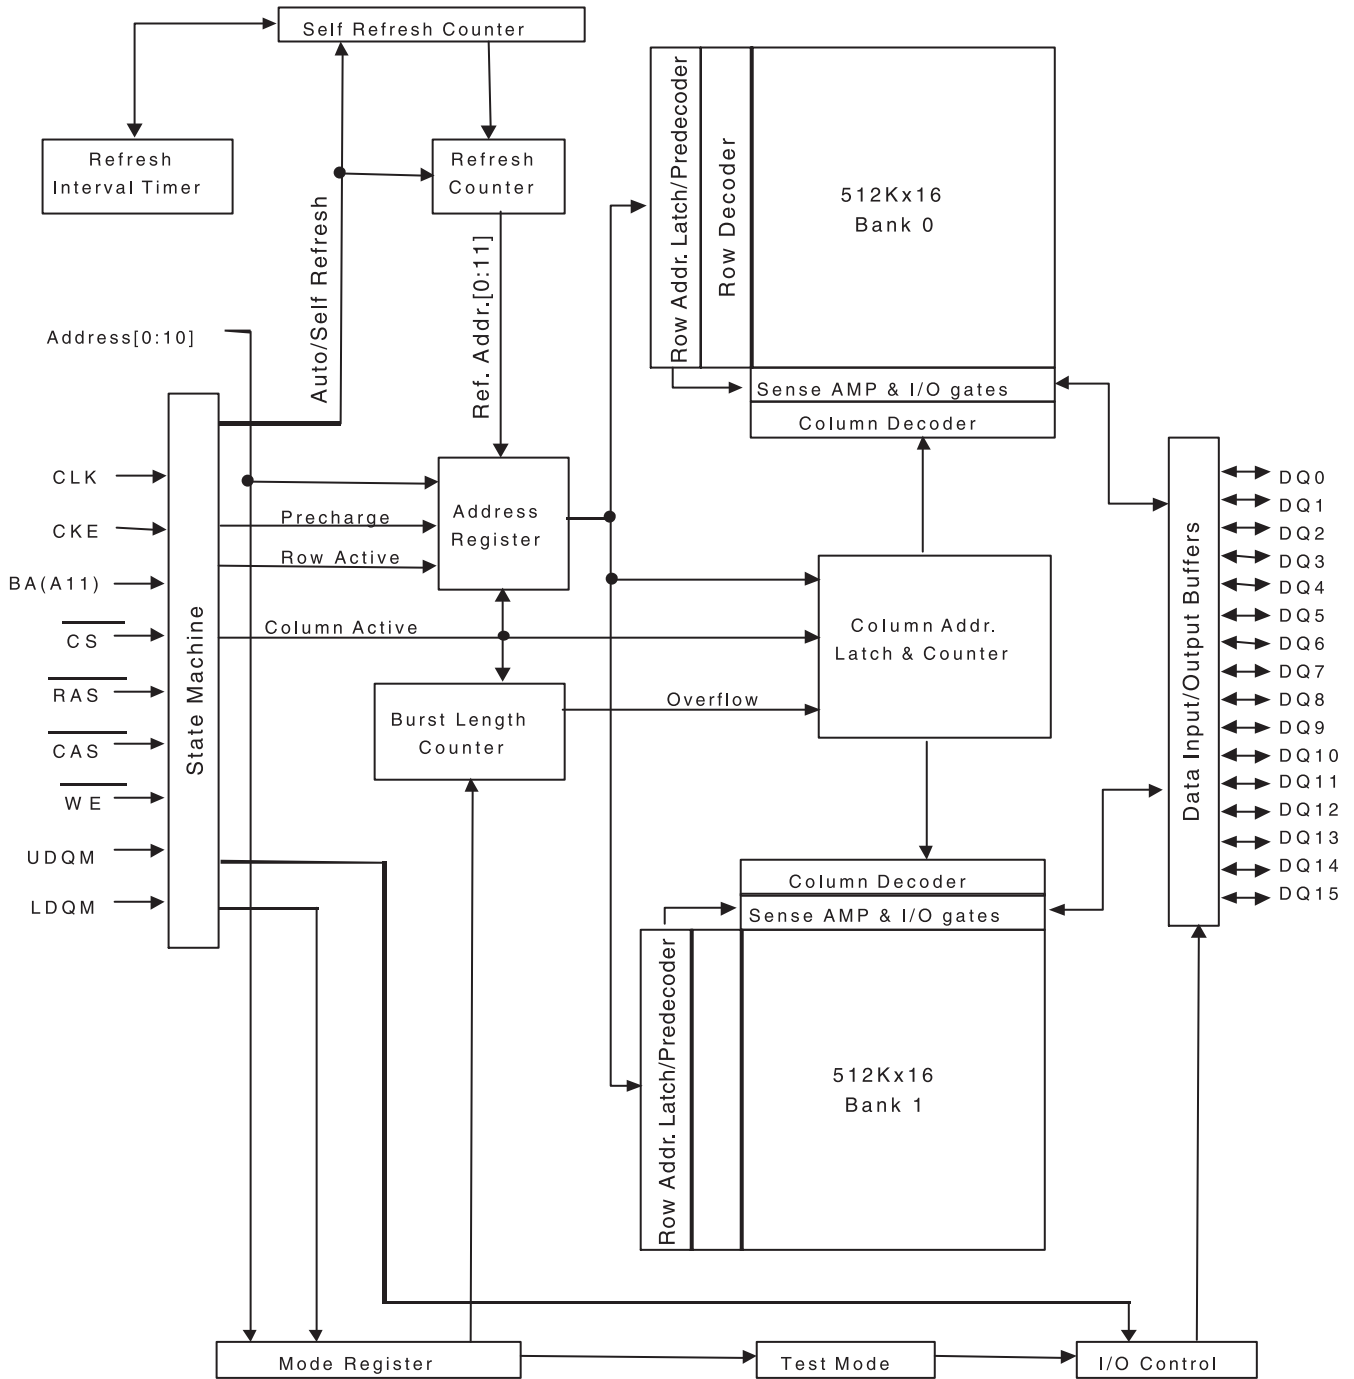 Self Refresh Counter
Refresh
Interval Timer
Refresh
Counter
Auto/Self Refresh
Ref. Addr.[0:11]
Address[0:10]
Row Addr. Latch/Predecoder
Row Decoder
512Kx16
Bank 0
Sense AMP & I/O gates
Column Decoder
CLK
CKE
BA(A11)
CS
RAS
CAS
WE
UDQM
LDQM
State Machine
Precharge
Row Active
Column Active
Address
Register
Burst Length
Counter
Overflow
Column Addr.
Latch & Counter
Data Input/Output Buffers
DQ0
DQ1
DQ2
DQ3
DQ4
DQ5
DQ6
DQ7
DQ8
DQ9
DQ10
DQ11
DQ12
DQ13
DQ14
DQ15
Column Decoder
Sense AMP & I/O gates
Row Addr. Latch/Predecoder
512Kx16
Bank 1
Mode Register
Test Mode
I/O Control